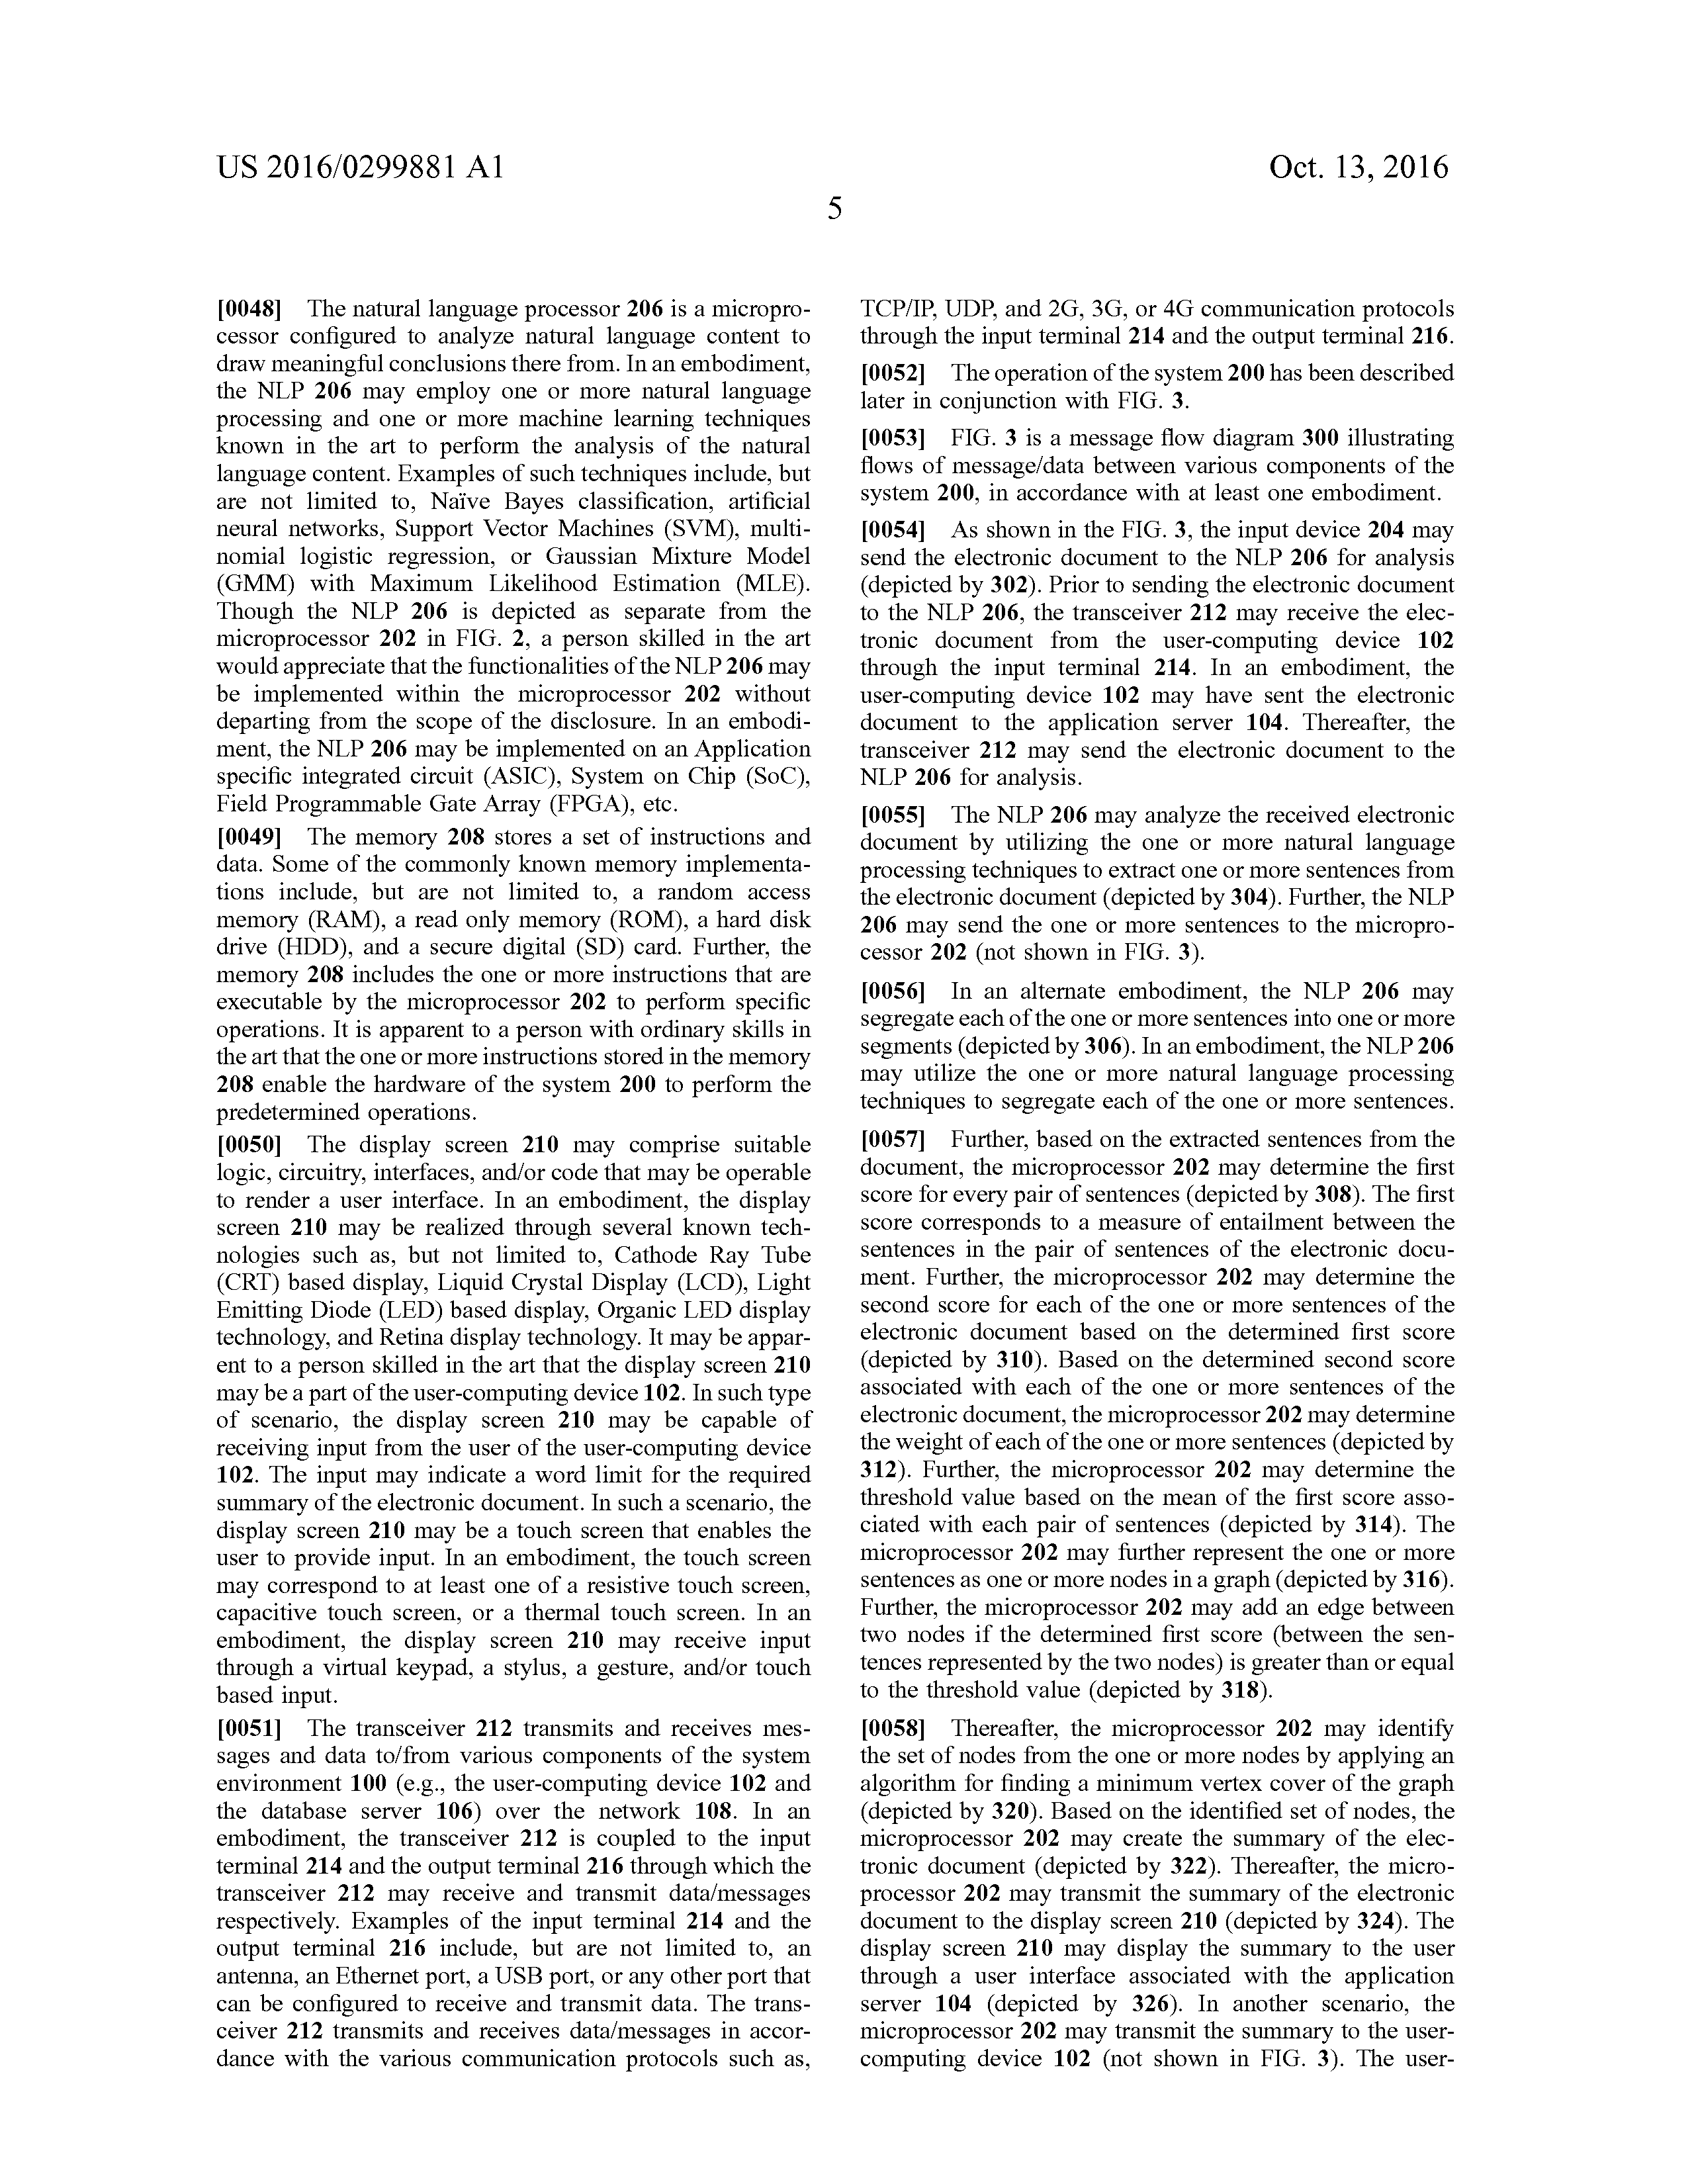 US 2016/0299881 A1
Oct. 13, 2016
5
[0048] The natural language processor 206 is a micropro-
cessor configured to analyze natural language content to
draw meaningful conclusions there from. In an embodiment,
the NLP 206 may employ one or more natural language
processing and one or more machine learning techniques
known in the art to perform the analysis of the natural
language content. Examples of such techniques include, but
are not limited to, Naïve Bayes classification, artificial
neural networks, Support Vector Machines (SVM), multi-
nomial logistic regression, or Gaussian Mixture Model
(GMM) with Maximum Likelihood Estimation (MLE).
Though the NLP 206 is depicted as separate from the
microprocessor 202 in FIG. 2, a person skilled in the art
would appreciate that the functionalities of the NLP 206 may
be implemented within the microprocessor 202 without
departing from the scope of the disclosure. In an embodi-
ment, the NLP 206 may be implemented on an Application
specific integrated circuit (ASIC), System on Chip (SoC),
Field Programmable Gate Array (FPGA), etc.
[0049] The memory 208 stores a set of instructions and
data. Some of the commonly known memory implementa-
tions include, but are not limited to, a random access
memory (RAM), a read only memory (ROM), a hard disk
drive (HDD), and a secure digital (SD) card. Further, the
memory 208 includes the one or more instructions that are
executable by the microprocessor 202 to perform specific
operations. It is apparent to a person with ordinary skills in
the art that the one or more instructions stored in the memory
208 enable the hardware of the system 200 to perform the
predetermined operations.
[0050] The display screen 210 may comprise suitable
logic, circuitry, interfaces, and/or code that may be operable
to render a user interface. In an embodiment, the display
screen 210 may be realized through several known tech-
nologies such as, but not limited to, Cathode Ray Tube
(CRT) based display, Liquid Crystal Display (LCD), Light
Emitting Diode (LED) based display, Organic LED display
technology, and Retina display technology. It may be appar-
ent to a person skilled in the art that the display screen 210
may be a part of the user-computing device 102. In such type
of scenario, the display screen 210 may be capable of
receiving input from the user of the user-computing device
102. The input may indicate a word limit for the required
summary of the electronic document. In such a scenario, the
display screen 210 may be a touch screen that enables the
user to provide input. In an embodiment, the touch screen
may correspond to at least one of a resistive touch screen,
capacitive touch screen, or a thermal touch screen. In an
embodiment, the display screen 210 may receive input
through a virtual keypad, a stylus, a gesture, and/or touch
based input.
[0051] The transceiver 212 transmits and receives mes-
sages and data to/from various components of the system
environment 100 (e.g., the user-computing device 102 and
the database server 106) over the network 108. In an
embodiment, the transceiver 212 is coupled to the input
terminal 214 and the output terminal 216 through which the
transceiver 212 may receive and transmit data/messages
respectively. Examples of the input terminal 214 and the
output terminal 216 include, but are not limited to, an
antenna, an Ethernet port, a USB port, or any other port that
can be configured to receive and transmit data. The trans-
ceiver 212 transmits and receives data/messages in accor-
dance with the various communication protocols such as,
TCP/IP, UDP, and 2G, 3G, or 4G communication protocols
through the input terminal 214 and the output terminal 216.
[0052] The operation of the system 200 has been described
later in conjunction with FIG. 3.
[0053] FIG. 3 is a message flow diagram 300 illustrating
flows of message/data between various components of the
system 200, in accordance with at least one embodiment.
[0054] As shown in the FIG. 3, the input device 204 may
send the electronic document to the NLP 206 for analysis
(depicted by 302). Prior to sending the electronic document
to the NLP 206, the transceiver 212 may receive the elec-
tronic document from the user-computing device 102
through the input terminal 214. In an embodiment, the
user-computing device 102 may have sent the electronic
document to the application server 104. Thereafter, the
transceiver 212 may send the electronic document to the
NLP 206 for analysis.
[0055] The NLP 206 may analyze the received electronic
document by utilizing the one or more natural language
processing techniques to extract one or more sentences from
the electronic document (depicted by 304). Further, the NLP
206 may send the one or more sentences to the micropro-
cessor 202 (not shown in FIG. 3).
[0056] In an alternate embodiment, the NLP 206 may
segregate each of the one or more sentences into one or more
segments (depicted by 306). In an embodiment, the NLP 206
may utilize the one or more natural language processing
techniques to segregate each of the one or more sentences.
[0057] Further, based on the extracted sentences from the
document, the microprocessor 202 may determine the first
score for every pair of sentences (depicted by 308). The first
score corresponds to a measure of entailment between the
sentences in the pair of sentences of the electronic docu-
ment. Further, the microprocessor 202 may determine the
second score for each of the one or more sentences of the
electronic document based on the determined first score
(depicted by 310). Based on the determined second score
associated with each of the one or more sentences of the
electronic document, the microprocessor 202 may determine
the weight of each of the one or more sentences (depicted by
312). Further, the microprocessor 202 may determine the
threshold value based on the mean of the first score asso-
ciated with each pair of sentences (depicted by 314). The
microprocessor 202 may further represent the one or more
sentences as one or more nodes in a graph (depicted by 316).
Further, the microprocessor 202 may add an edge between
two nodes if the determined first score (between the sen-
tences represented by the two nodes) is greater than or equal
to the threshold value (depicted by 318).
[0058] Thereafter, the microprocessor 202 may identify
the set of nodes from the one or more nodes by applying an
algorithm for finding a minimum vertex cover of the graph
(depicted by 320). Based on the identified set of nodes, the
microprocessor 202 may create the summary of the elec-
tronic document (depicted by 322). Thereafter, the micro-
processor 202 may transmit the summary of the electronic
document to the display screen 210 (depicted by 324). The
display screen 210 may display the summary to the user
through a user interface associated with the application
server 104 (depicted by 326). In another scenario, the
microprocessor 202 may transmit the summary to the user-
computing device 102 (not shown in FIG. 3). The user-